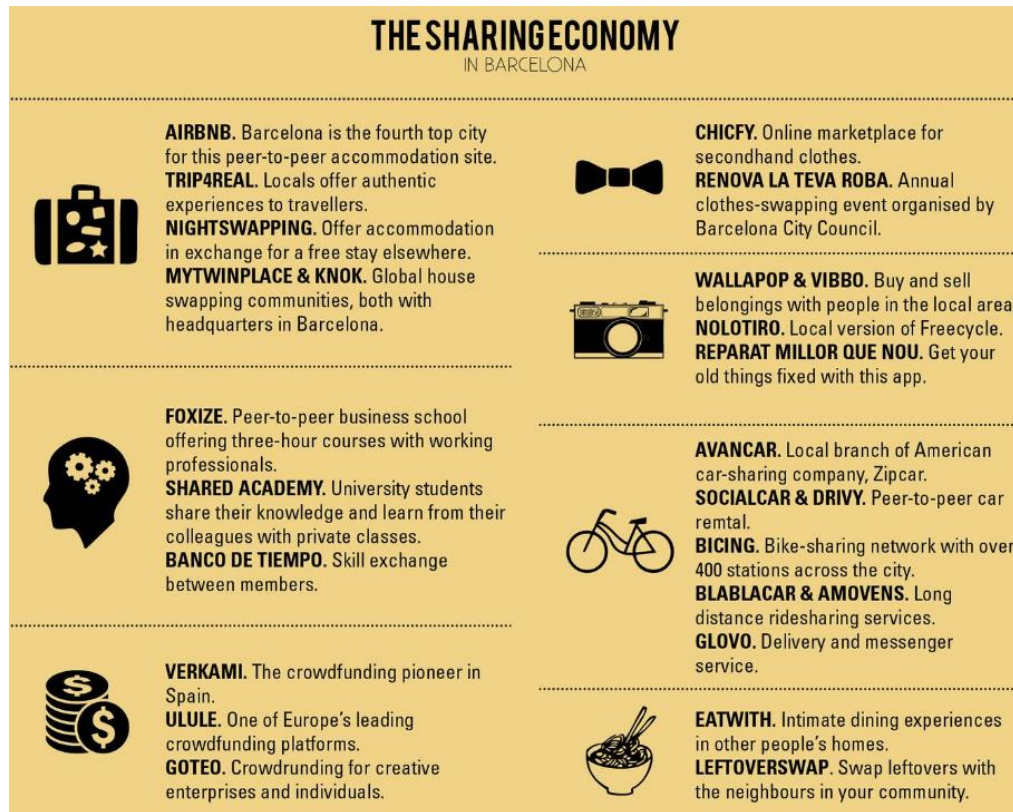 THE SHARING ECONOMY
IN BARCELONA
AIRBNB. Barcelona is the fourth top city
for this peer-to-peer accommodation site.
TRIP4REAL. Locals offer authentic
experiences to travellers.
NIGHTSWAPPING. Offer accommodation
in exchange for a free stay elsewhere.
MYTWINPLACE & KNOK. Global house
swapping communities, both with
headquarters in Barcelona.
FOXIZE. Peer-to-peer business school
offering three-hour courses with working
professionals.
SHARED ACADEMY. University students
share their knowledge and learn from their
colleagues with private classes.
BANCO DE TIEMPO. Skill exchange
between members.
VERKAMI. The crowdfunding pioneer in
Spain.
ULULE. One of Europe's leading
crowdfunding platforms.
GOTEO. Crowdrunding for creative
enterprises and individuals.
CHICFY. Online marketplace for
secondhand clothes.
RENOVA LA TEVA ROBA. Annual
clothes-swapping event organised by
Barcelona City Council.
WALLAPOP & VIBBO. Buy and sell
belongings with people in the local area
NOLOTIRO. Local version of Freecycle.
REPARAT MILLOR QUE NOU. Get your
old things fixed with this app.
AVANCAR. Local branch of American
car-sharing company, Zipcar.
SOCIALCAR & DRIVY. Peer-to-peer car
remtal.
BICING. Bike-sharing network with over
400 stations across the city.
BLABLACAR & AMOVENS. Long
distance ridesharing services.
GLOVO. Delivery and messenger
service.
EATWITH. Intimate dining experiences
in other people's homes.
LEFTOVERSWAP. Swap leftovers with
the neighbours in your community.